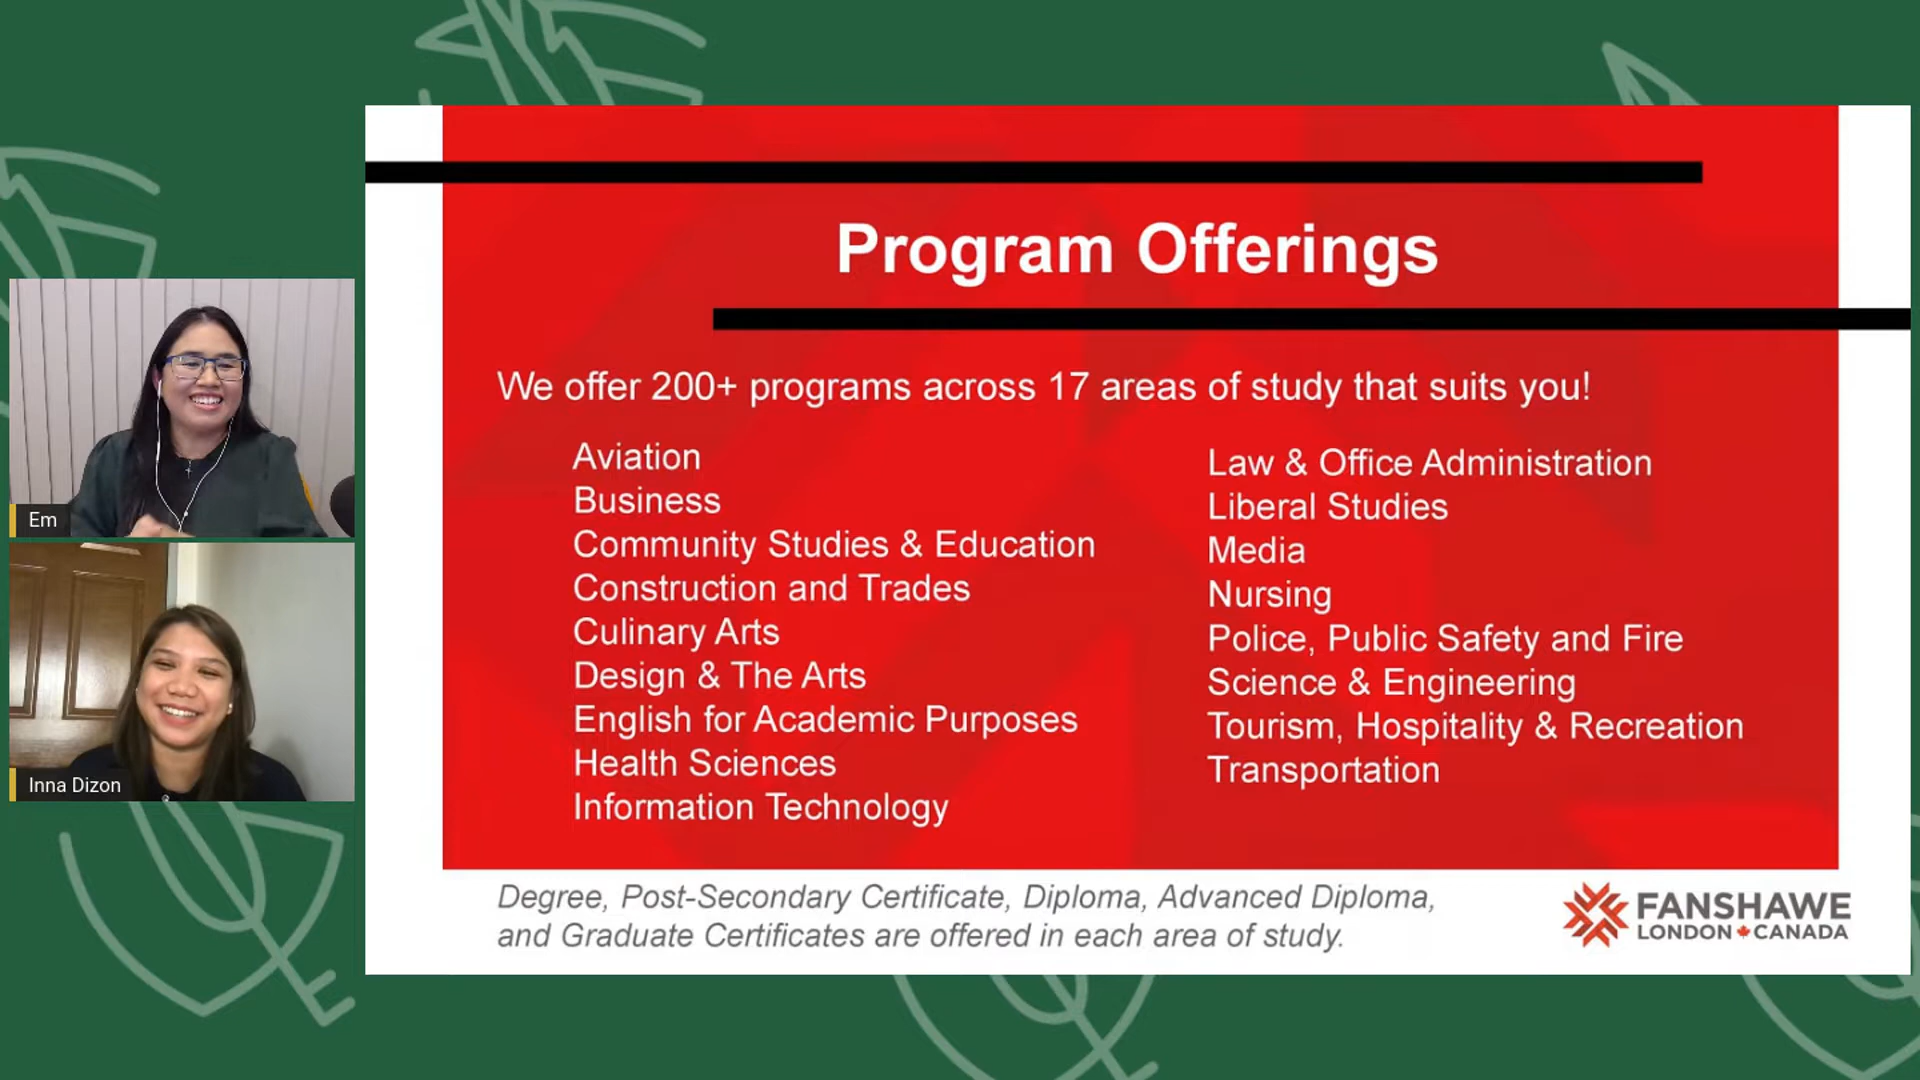 Program Offerings
We offer 200+ programs across 17 areas of study that suits you!
Aviation
Business
Community Studies & Education
Construction and Trades
Culinary Arts
Design & The Arts
English for Academic Purposes
Health Sciences
Information Technology
Law & Office Administration
Liberal Studies
Media
Nursing
Police, Public Safety and Fire
Science & Engineering
Tourism, Hospitality & Recreation
Transportation
Degree, Post-Secondary Certificate, Diploma, Advanced Diploma,
and Graduate Certificates are offered in each area of study.
FANSHAWE
LONDON CANADA
Em
Inna Dizon